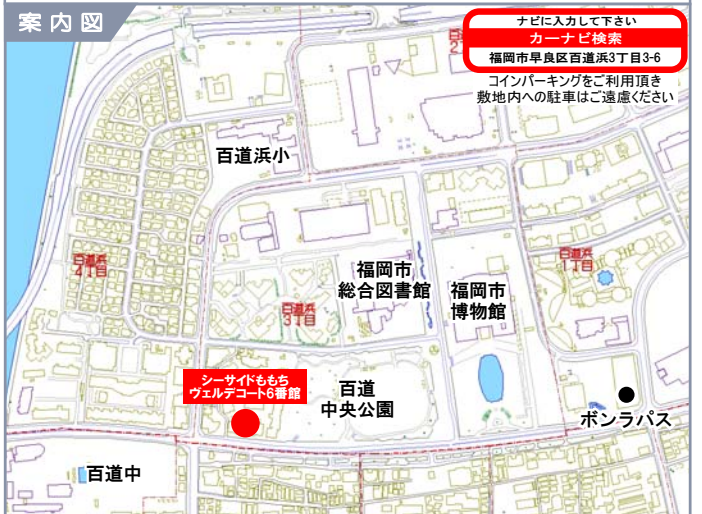 案内図
ナビに入力して下さい
カーナビ検索
福岡市早良区百道浜3丁目3-6
コインパーキングをご利用頂き
敷地内への駐車はご遠慮ください
百道浜小
百道浜
4丁目
福岡市
総合図書館
福岡市
博物館
百道浜
1丁目
百道浜
3丁目
シーサイドももち
ヴェルデコート6番館
百道
中央公園
ボンラパス
百道中